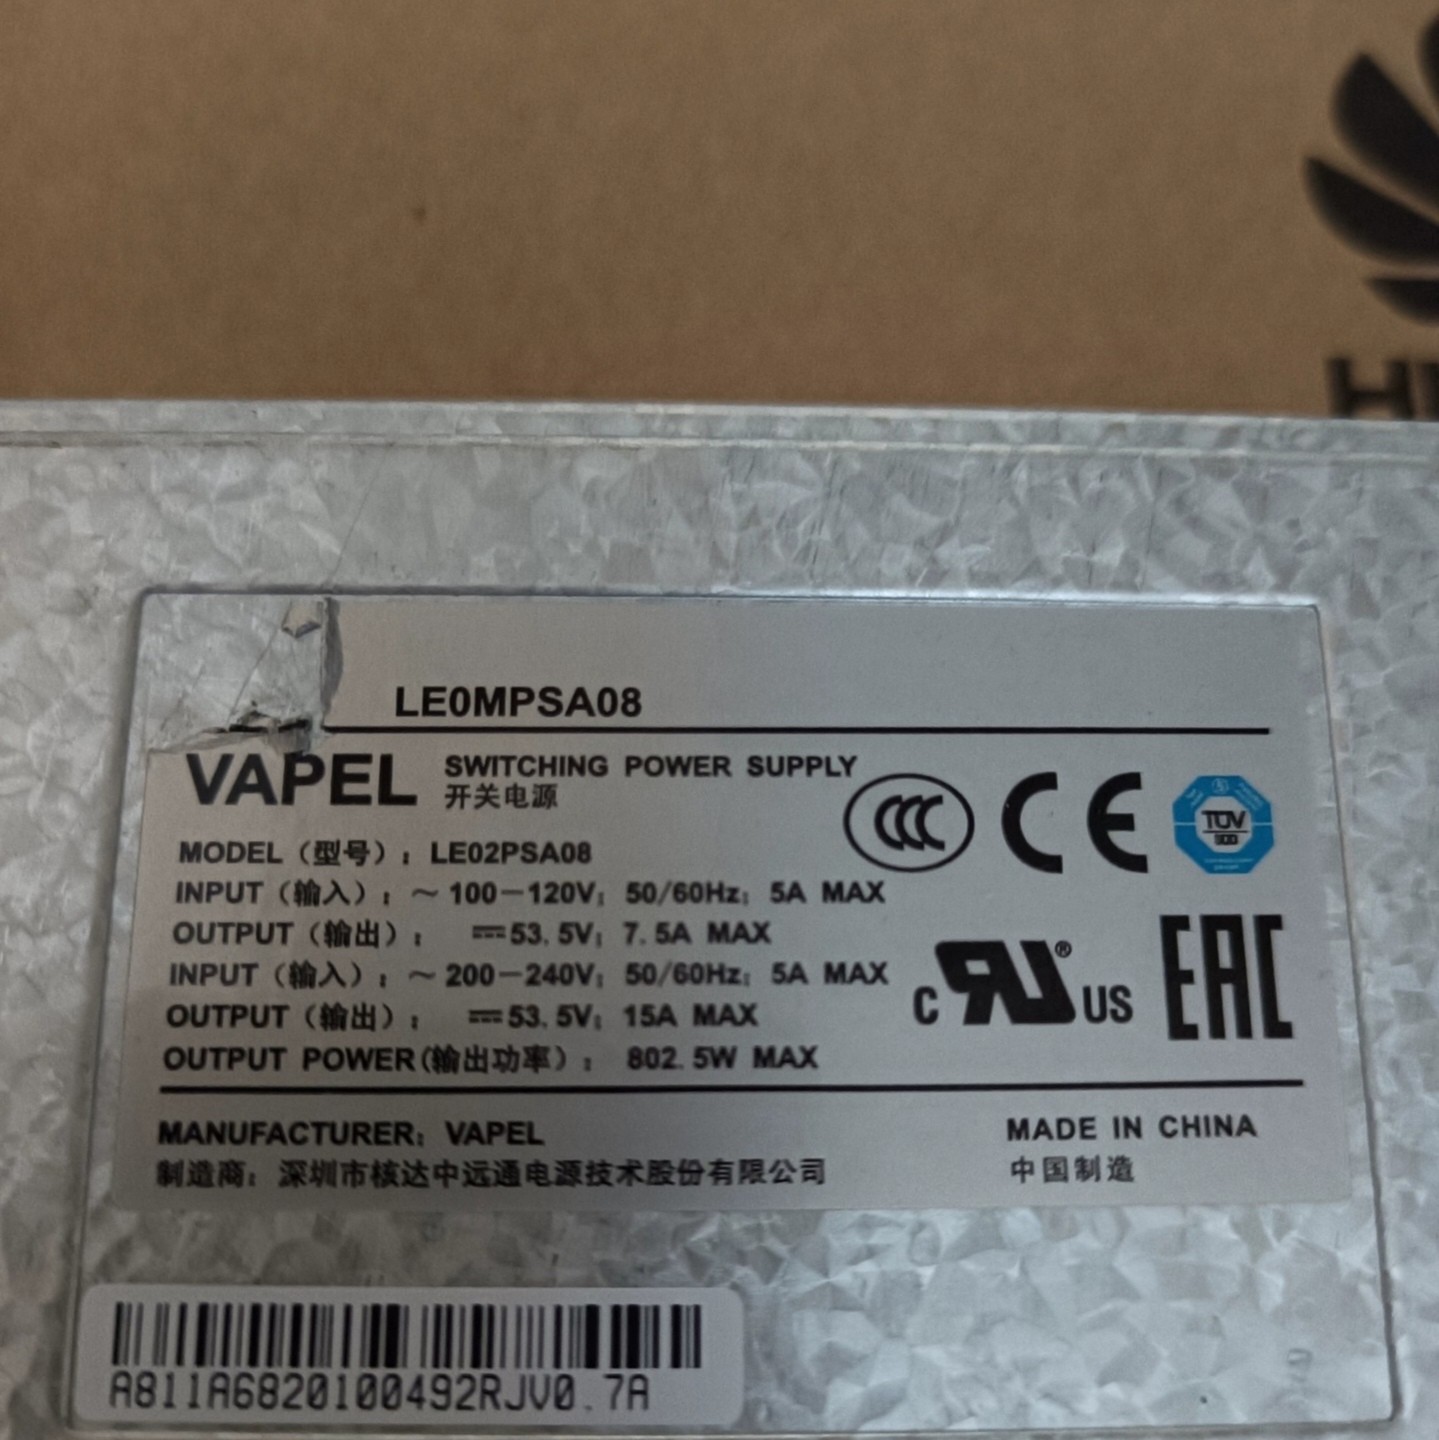 LE0MPSA08
VAPEL SWITCHING POWER SUPPLY
开关电源
MODEL（型号）: LE02PSA08
INPUT（输入）: ～100－120V; 50/60Hz; 5A MAX
OUTPUT（输出）: ⎓53.5V; 7.5A MAX
INPUT（输入）: ～200－240V; 50/60Hz; 5A MAX
OUTPUT（输出）: ⎓53.5V; 15A MAX
OUTPUT POWER(输出功率）: 802.5W MAX
CCC CE TÜV SÜD
C RU ® US EAC
MANUFACTURER: VAPEL
制造商: 深圳市核达中远通电源技术股份有限公司
MADE IN CHINA
中国制造
A811A6820100492RJV0.7A